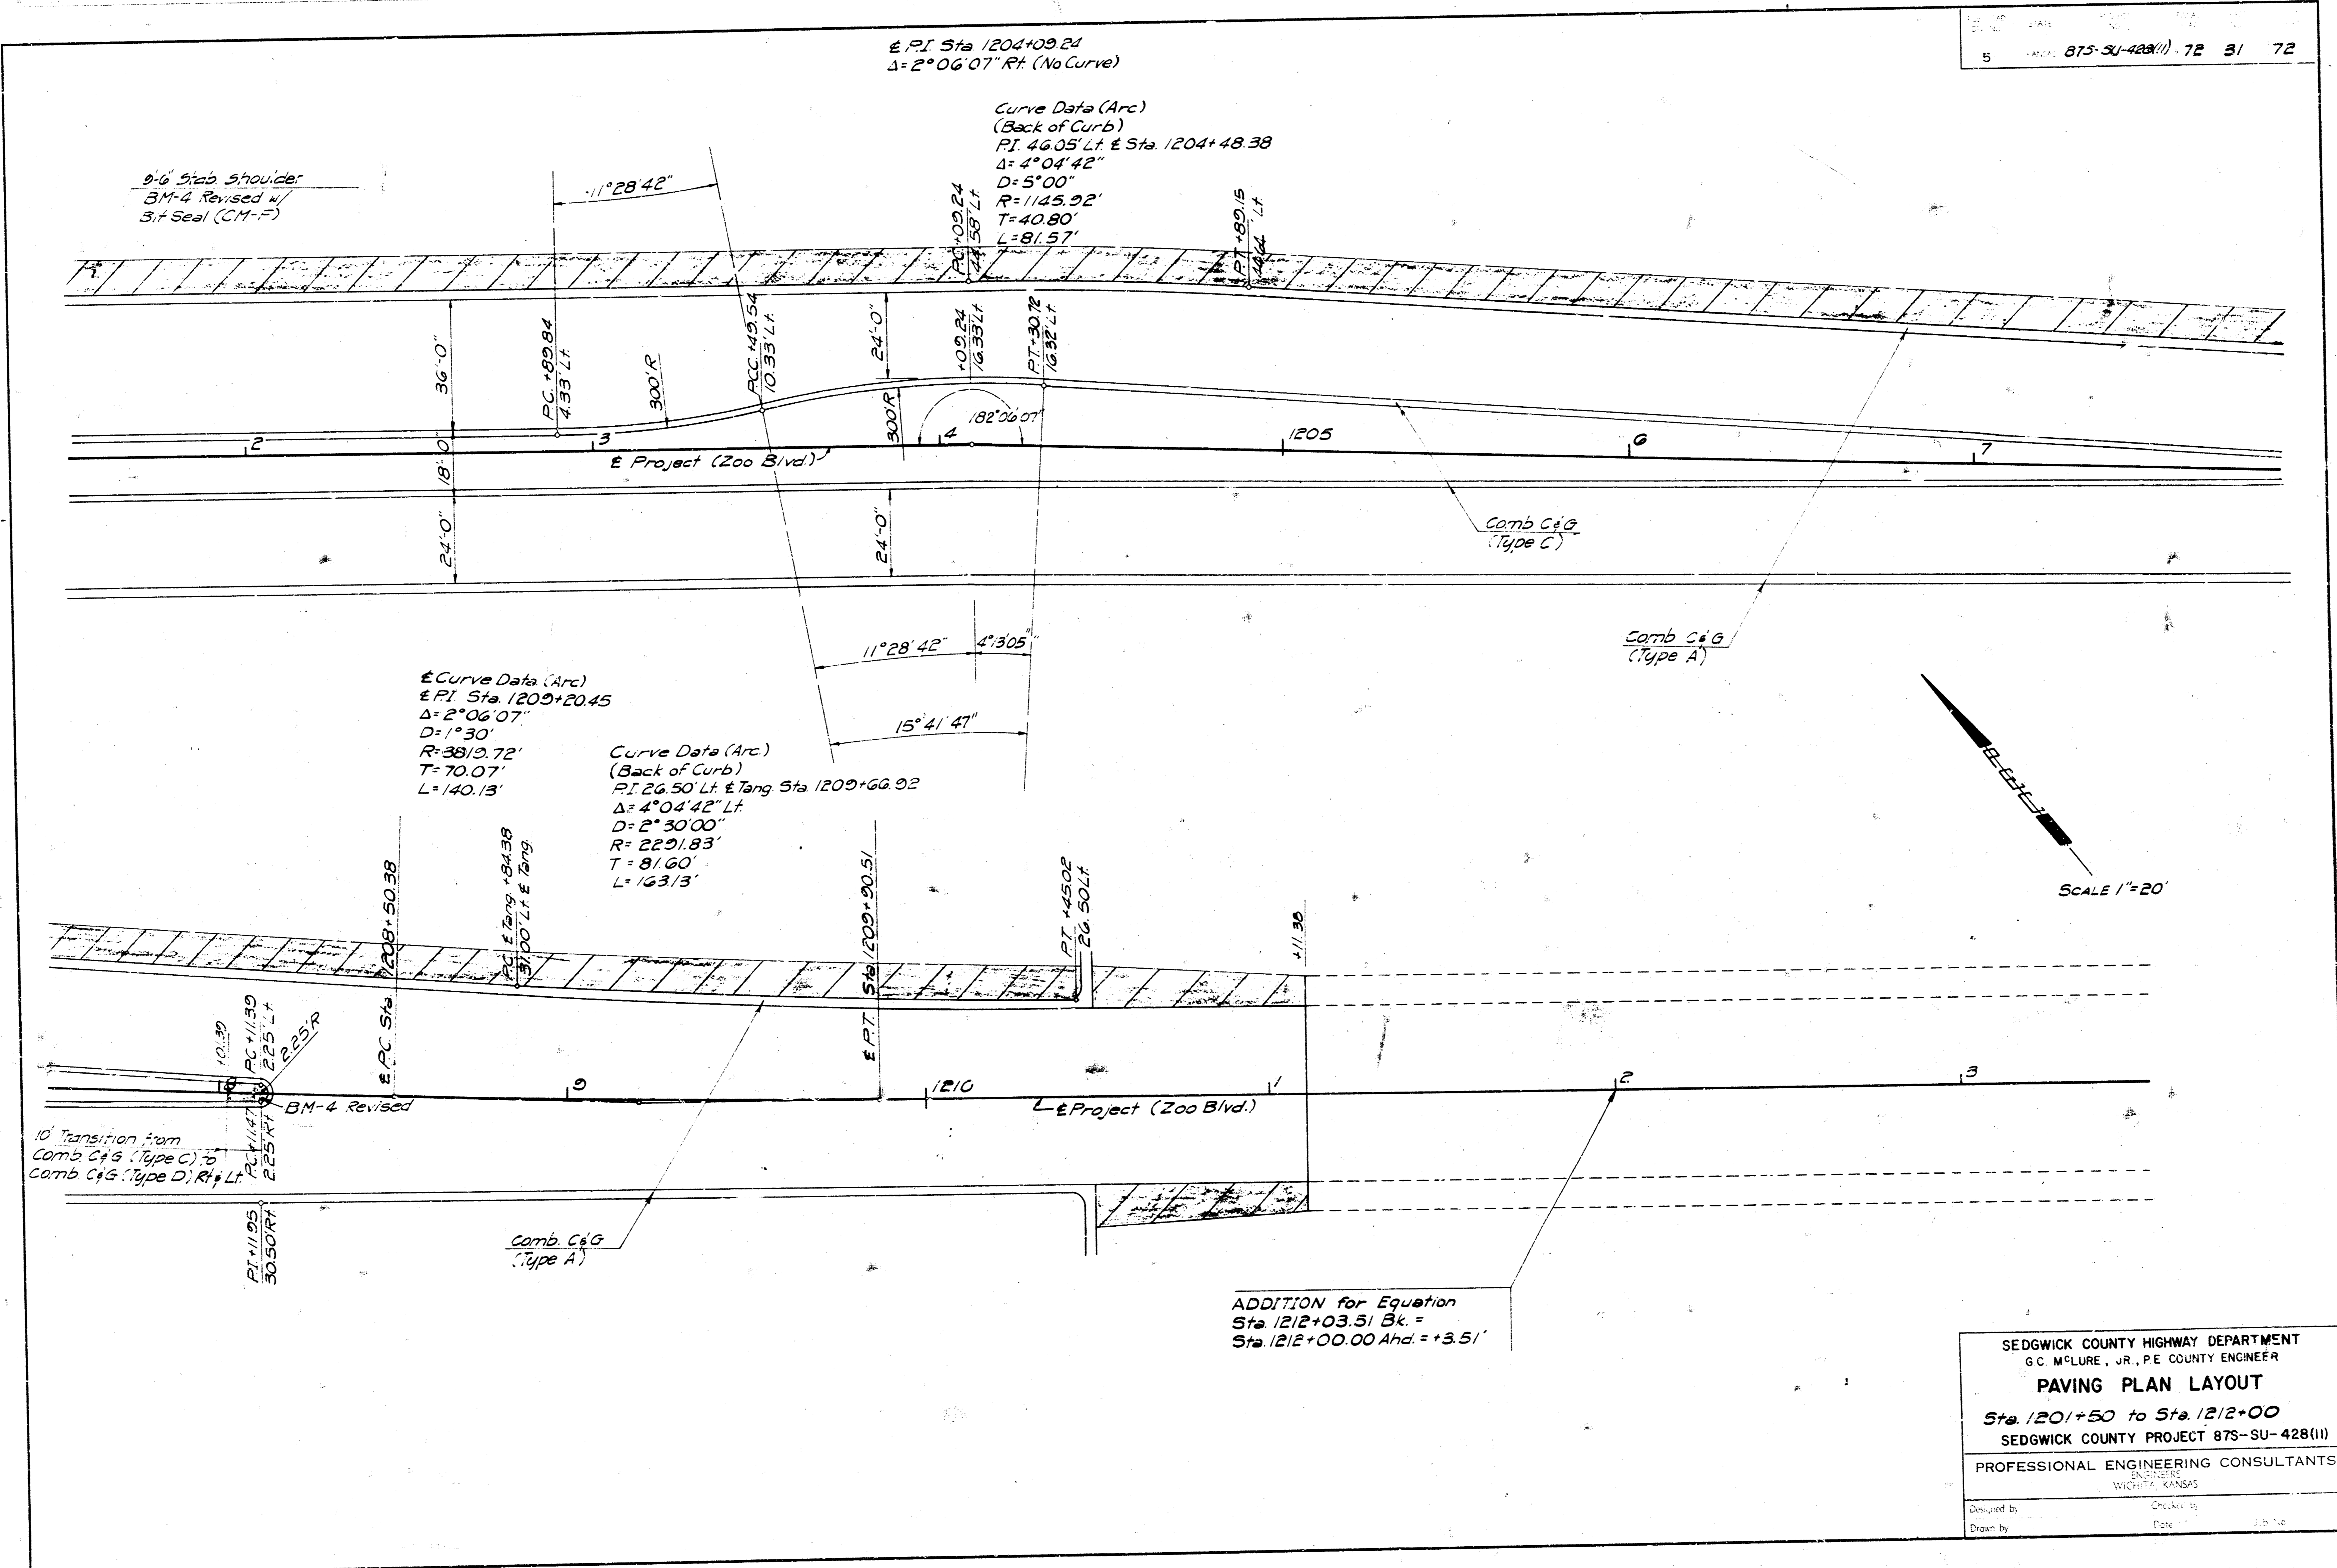 5 87S-SU-428(11) 72 31 72
℄ P.I. Sta 1204+09.24
Δ=2°06'07" Rt. (No Curve)
Curve Data (Arc)
(Back of Curb)
P.I. 46.05' Lt. ℄ Sta. 1204+48.38
Δ=4°04'42"
D=5°00"
R=1145.92'
T=40.80'
L=81.57'
9'-6" Stab. Shoulder
BM-4 Revised w/
Bit Seal (CM-F)
11°28'42"
P.C. +09.24
44.58' Lt.
P.T. +89.15
44.64' Lt.
36'-0"
P.C. +89.84
4.33' Lt.
300'R
P.C.C. +49.54
10.33' Lt.
24'-0"
+09.24
16.33' Lt.
P.T. +30.72
16.32' Lt.
300'R
182°06'07"
2
3
4
1205
6
7
℄ Project (Zoo Blvd.)
18'-0"
24'-0"
24'-0"
Comb C&G
(Type C)
Comb C&G
(Type A)
11°28'42"
4°13'05"
15°41'47"
℄ Curve Data (Arc)
℄ P.I. Sta. 1209+20.45
Δ=2°06'07"
D=1°30'
R=3819.72'
T=70.07'
L=140.13'
Curve Data (Arc.)
(Back of Curb)
P.I. 26.50' Lt. ℄ Tang. Sta. 1209+66.92
Δ=4°04'42" Lt.
D=2°30'00"
R=2291.83'
T=81.60'
L=163.13'
SCALE 1"=20'
℄ P.C. Sta 1208+50.38
P.C. ℄ Tang. +84.38
31.00' Lt. ℄ Tang.
℄ P.T. Sta 1209+90.51
P.T. +45.02
26.50 Lt.
+11.38
+01.39
P.C. +11.39
2.25' Lt
2.25'R
8
9
1210
1
2
3
BM-4 Revised
℄ Project (Zoo Blvd.)
10' Transition from
Comb. C&G (Type C) to
Comb. C&G (Type D) Rt & Lt.
P.C. +11.47
2.25 Rt
P.I. +11.95
30.50' Rt.
Comb. C&G
(Type A)
ADDITION for Equation
Sta. 1212+03.51 Bk. =
Sta. 1212+00.00 Ahd. = +3.51'
SEDGWICK COUNTY HIGHWAY DEPARTMENT
G.C. McLURE, JR., P.E. COUNTY ENGINEER
PAVING PLAN LAYOUT
Sta. 1201+50 to Sta. 1212+00
SEDGWICK COUNTY PROJECT 87S-SU-428(11)
PROFESSIONAL ENGINEERING CONSULTANTS
ENGINEERS
WICHITA, KANSAS
Designed by Checked by
Drawn by Date Job No.